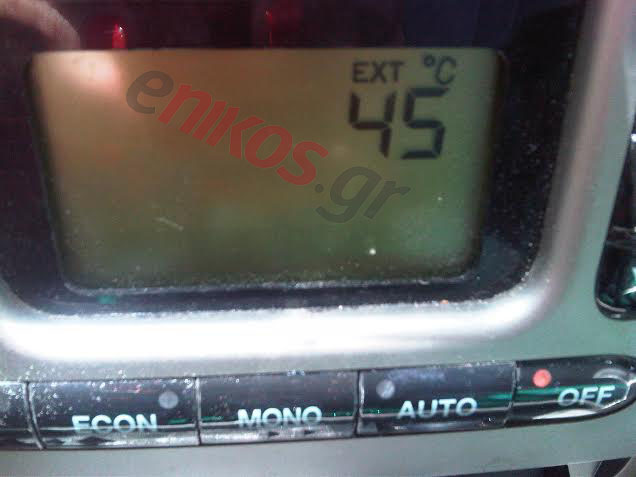 EXT °C
45
enikos.gr
ECON MONO AUTO OFF